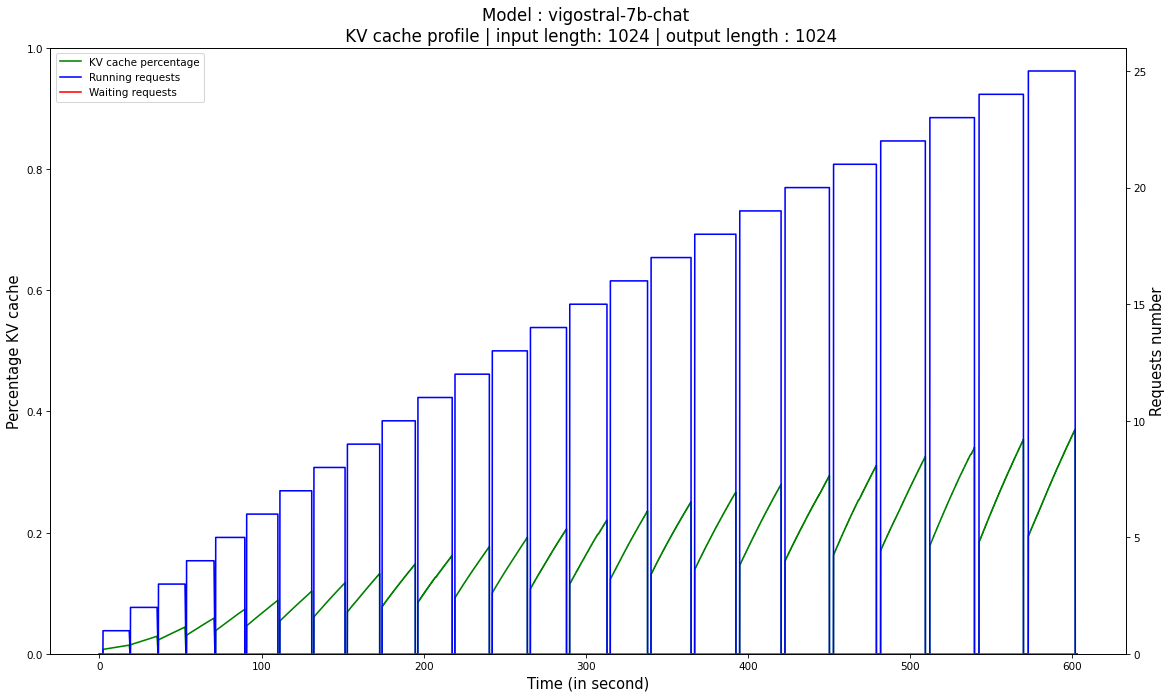 Model : vigostral-7b-chat
KV cache profile | input length: 1024 | output length : 1024
KV cache percentage
Running requests
Waiting requests
Percentage KV cache
1.0
0.8
0.6
0.4
0.2
0.0
0
100
200
300
400
500
600
Time (in second)
25
20
15
10
5
0
Requests number